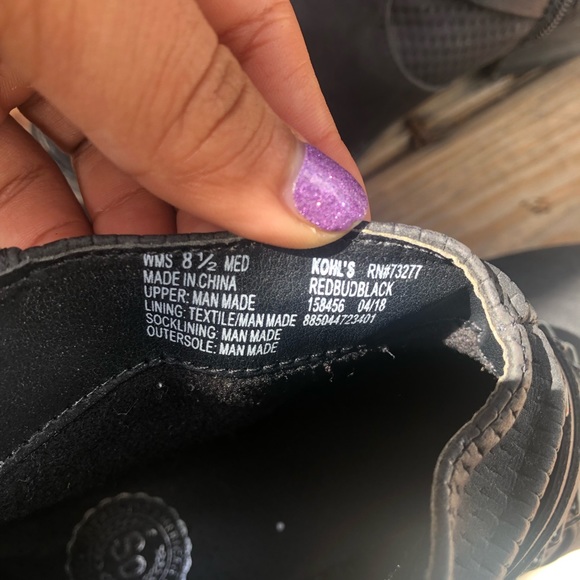 WMS 8 ½ MED
MADE IN CHINA
UPPER: MAN MADE
LINING: TEXTILE/MAN MADE
SOCKLINING: MAN MADE
OUTERSOLE: MAN MADE
KOHL'S RN#73277
REDBUDBLACK
158456 04/18
885044723401
SO